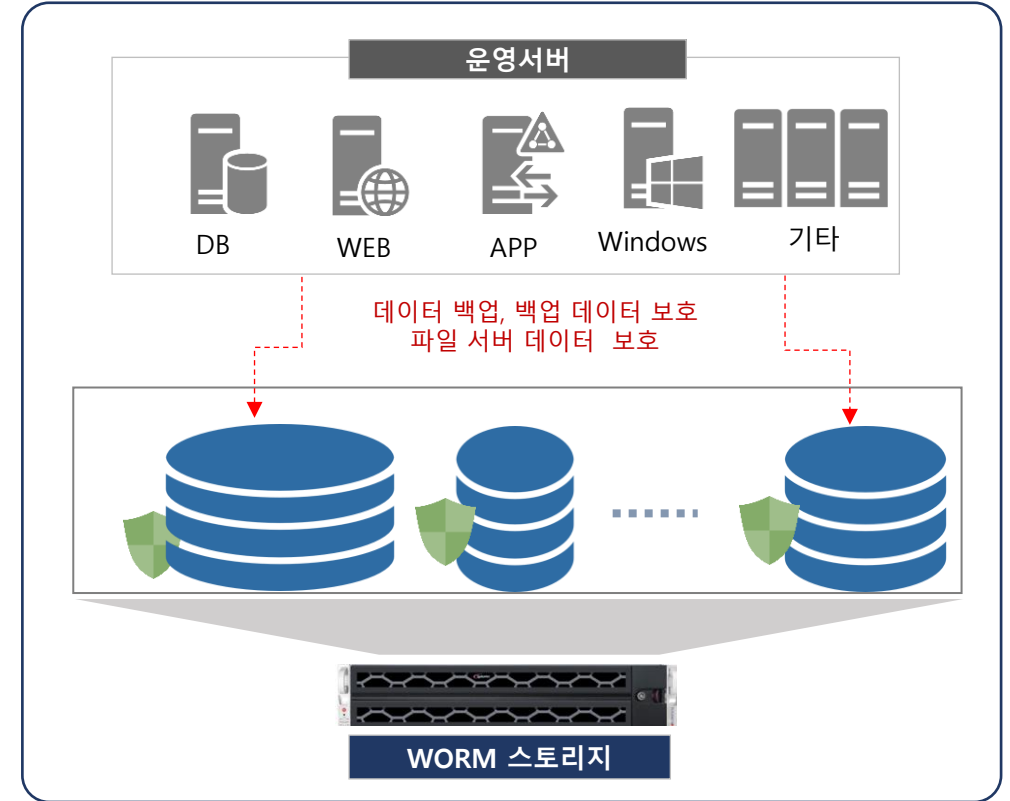 운영서버
DB
WEB
APP
Windows
기타
데이터 백업, 백업 데이터 보호
파일 서버 데이터 보호
WORM 스토리지